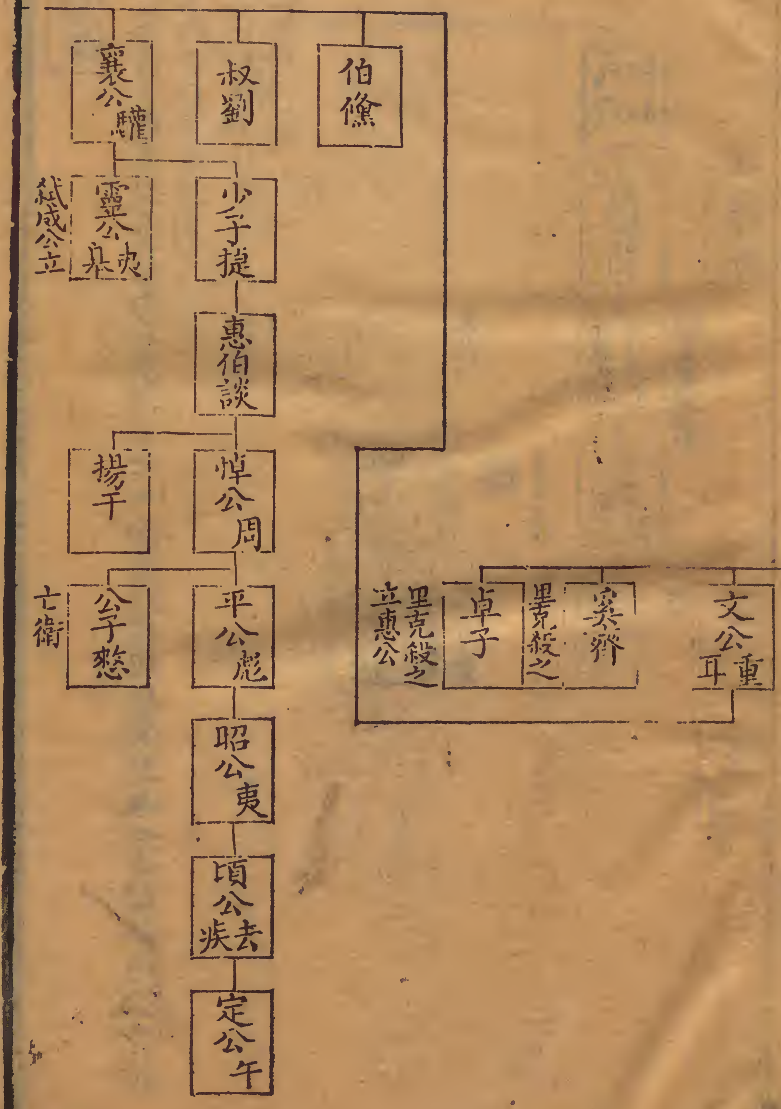 文公重耳
奚齊
里克殺之
卓子
里克殺之
立惠公
伯鯈
叔劉
襄公驩
少子捷
靈公夷皋
弒成公立
惠伯談
悼公周
揚干
平公彪
公子憖
亡衛
昭公夷
頃公去疾
定公午